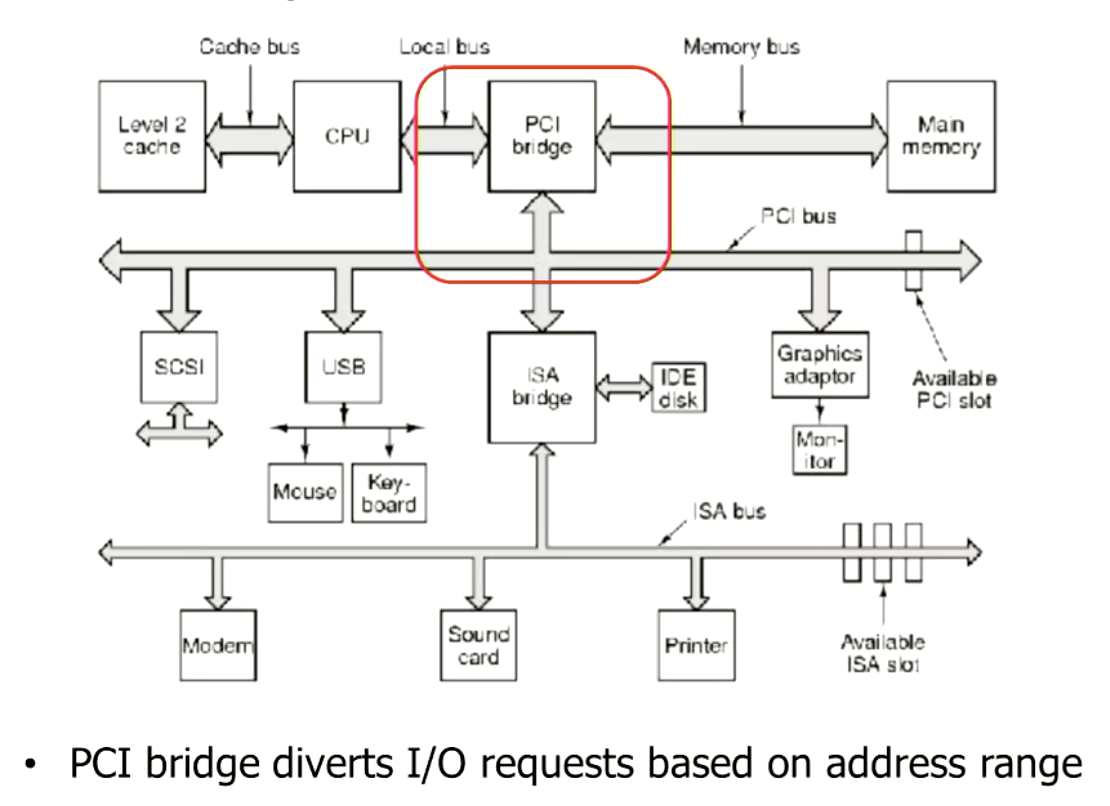 Cache bus
Local bus
Memory bus
Level 2
cache
CPU
PCI
bridge
Main
memory
PCI bus
SCSI
USB
ISA
bridge
IDE
disk
Graphics
adaptor
Available
PCI slot
Mon-
itor
Mouse
Key-
board
ISA bus
Modem
Sound
card
Printer
Available
ISA slot
• PCI bridge diverts I/O requests based on address range